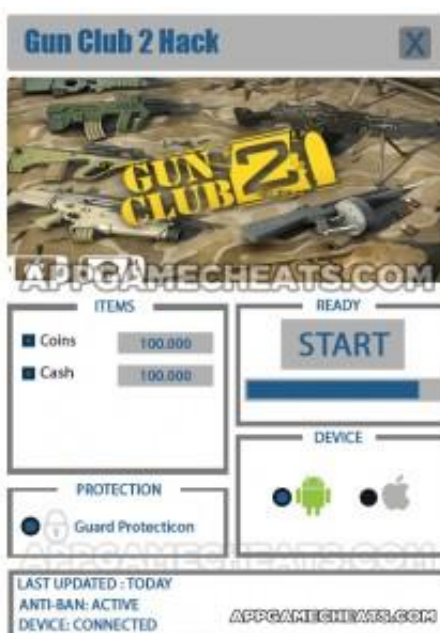 Gun Club 2 Hack
X
GUN CLUB 2
APPGAMECHEATS.COM
ITEMS
Coins 100.000
Cash 100.000
READY
START
DEVICE
PROTECTION
Guard Protecticon
APPGAMECHEATS.COM
LAST UPDATED : TODAY
ANTI-BAN: ACTIVE
DEVICE: CONNECTED
APPGAMECHEATS.COM